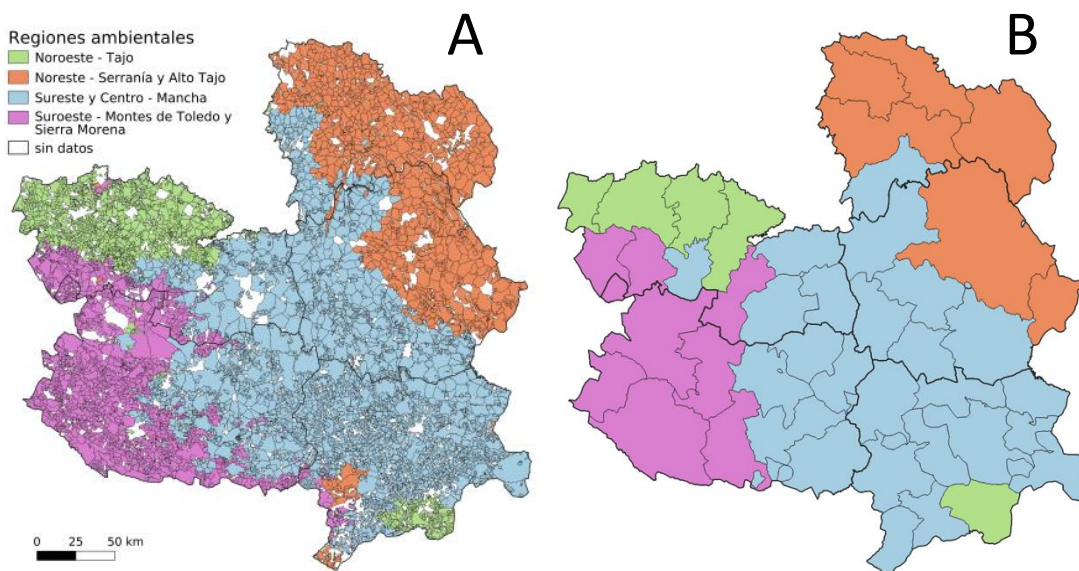 A
B
Regiones ambientales
Noroeste - Tajo
Noreste - Serranía y Alto Tajo
Sureste y Centro - Mancha
Suroeste - Montes de Toledo y
Sierra Morena
sin datos
0 25 50 km